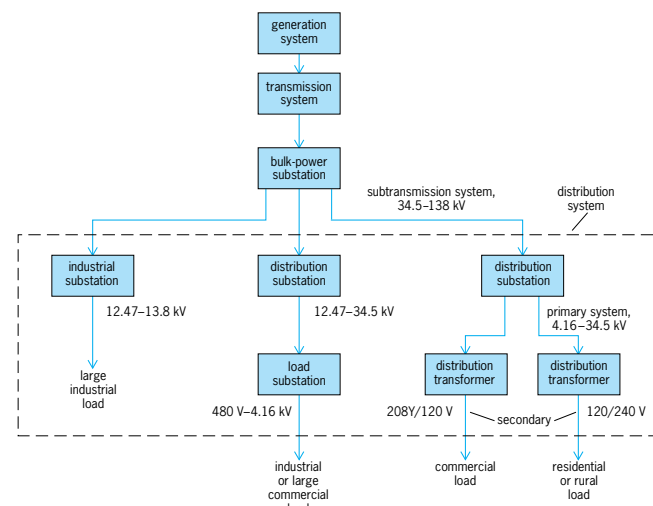 generation
system
transmission
system
bulk-power
substation
subtransmission system,
34.5–138 kV
distribution
system
industrial
substation
distribution
substation
distribution
substation
12.47–13.8 kV
12.47–34.5 kV
primary system,
4.16–34.5 kV
large
industrial
load
load
substation
distribution
transformer
distribution
transformer
480 V–4.16 kV
208Y/120 V
secondary
120/240 V
industrial
or large
commercial
commercial
load
residential
or rural
load